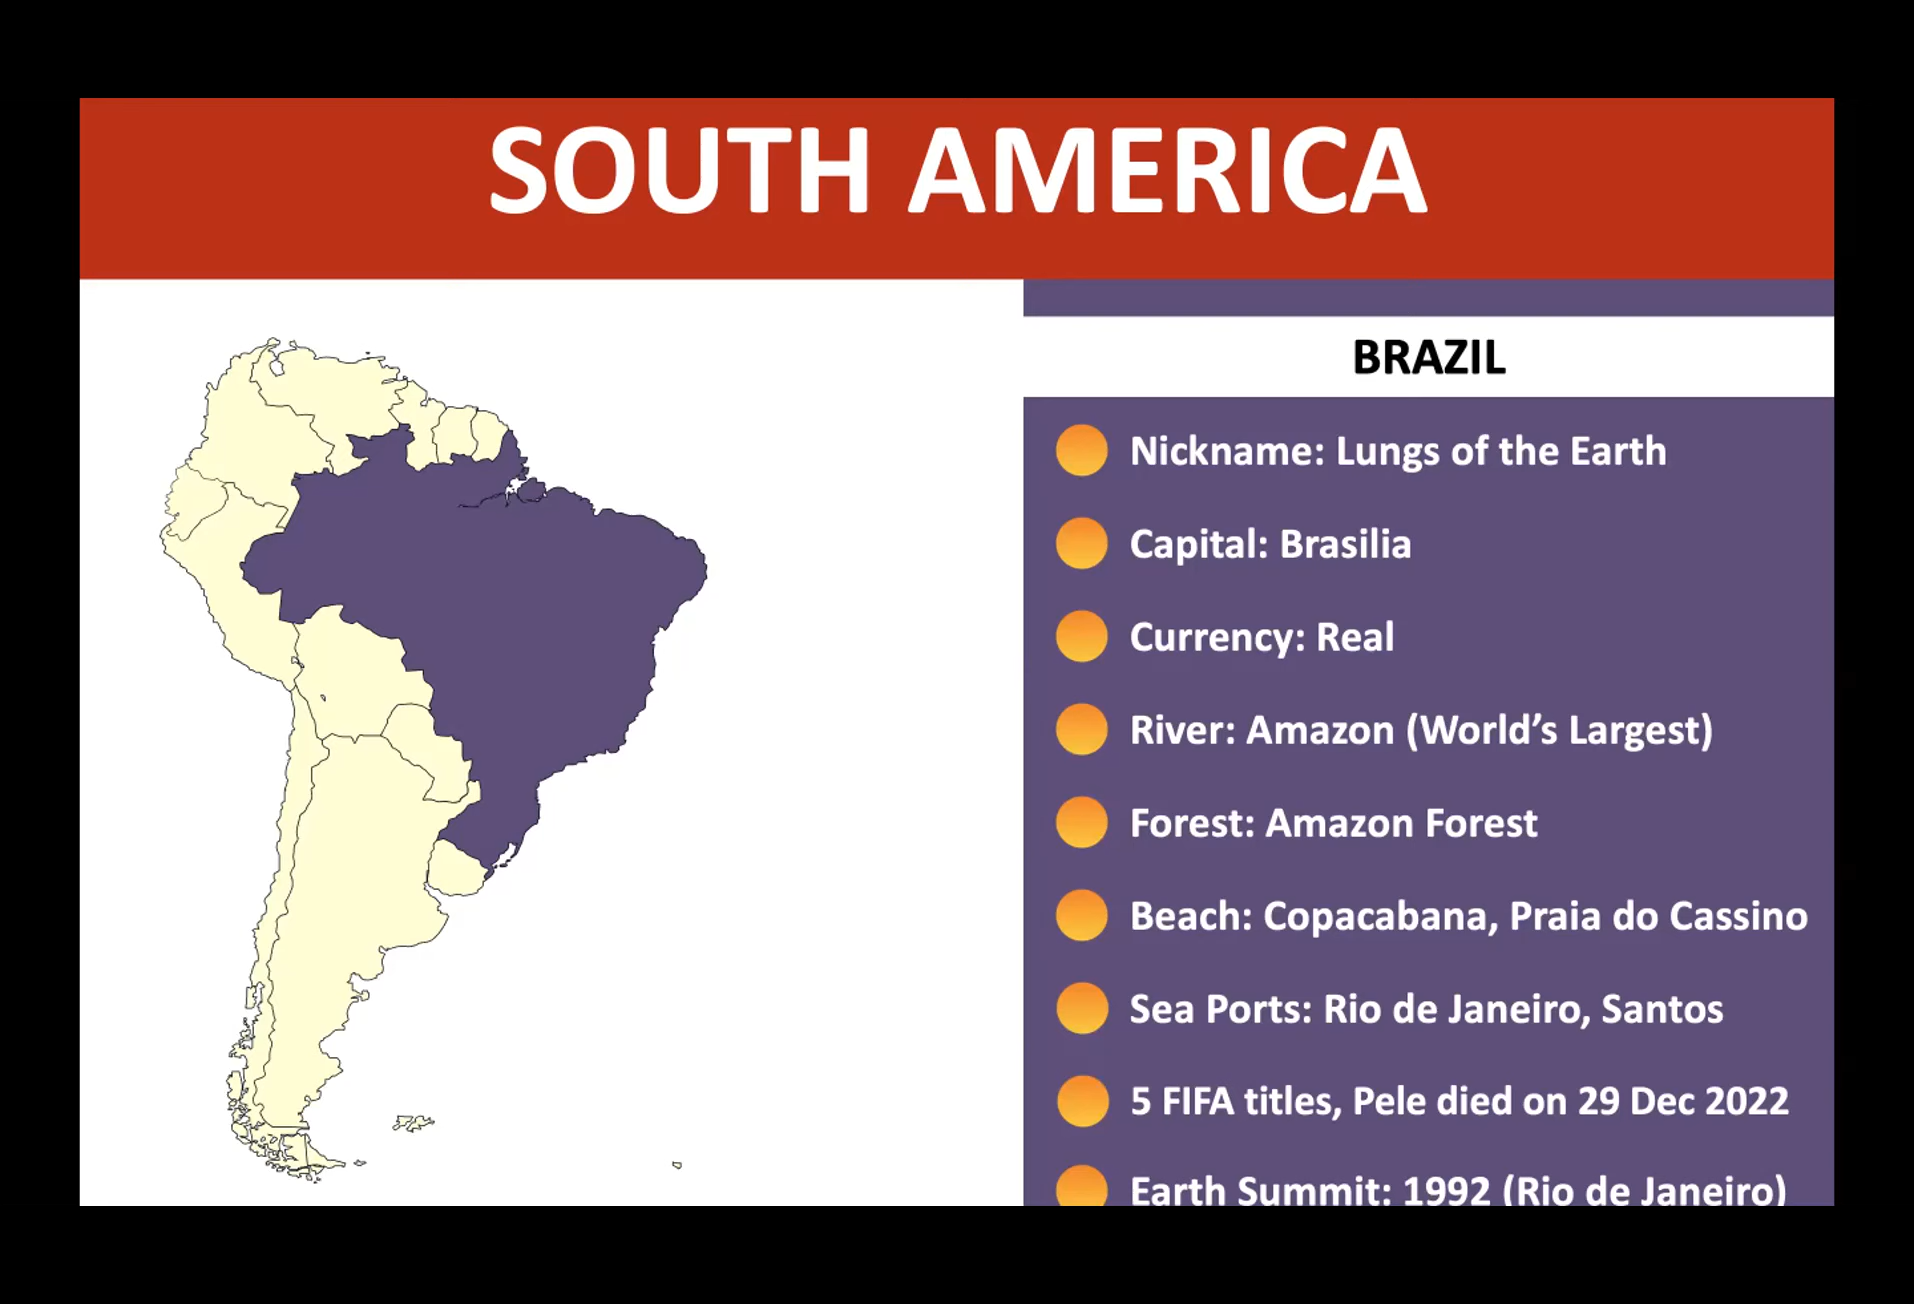 SOUTH AMERICA
BRAZIL
Nickname: Lungs of the Earth
Capital: Brasilia
Currency: Real
River: Amazon (World’s Largest)
Forest: Amazon Forest
Beach: Copacabana, Praia do Cassino
Sea Ports: Rio de Janeiro, Santos
5 FIFA titles, Pele died on 29 Dec 2022
Earth Summit: 1992 (Rio de Janeiro)